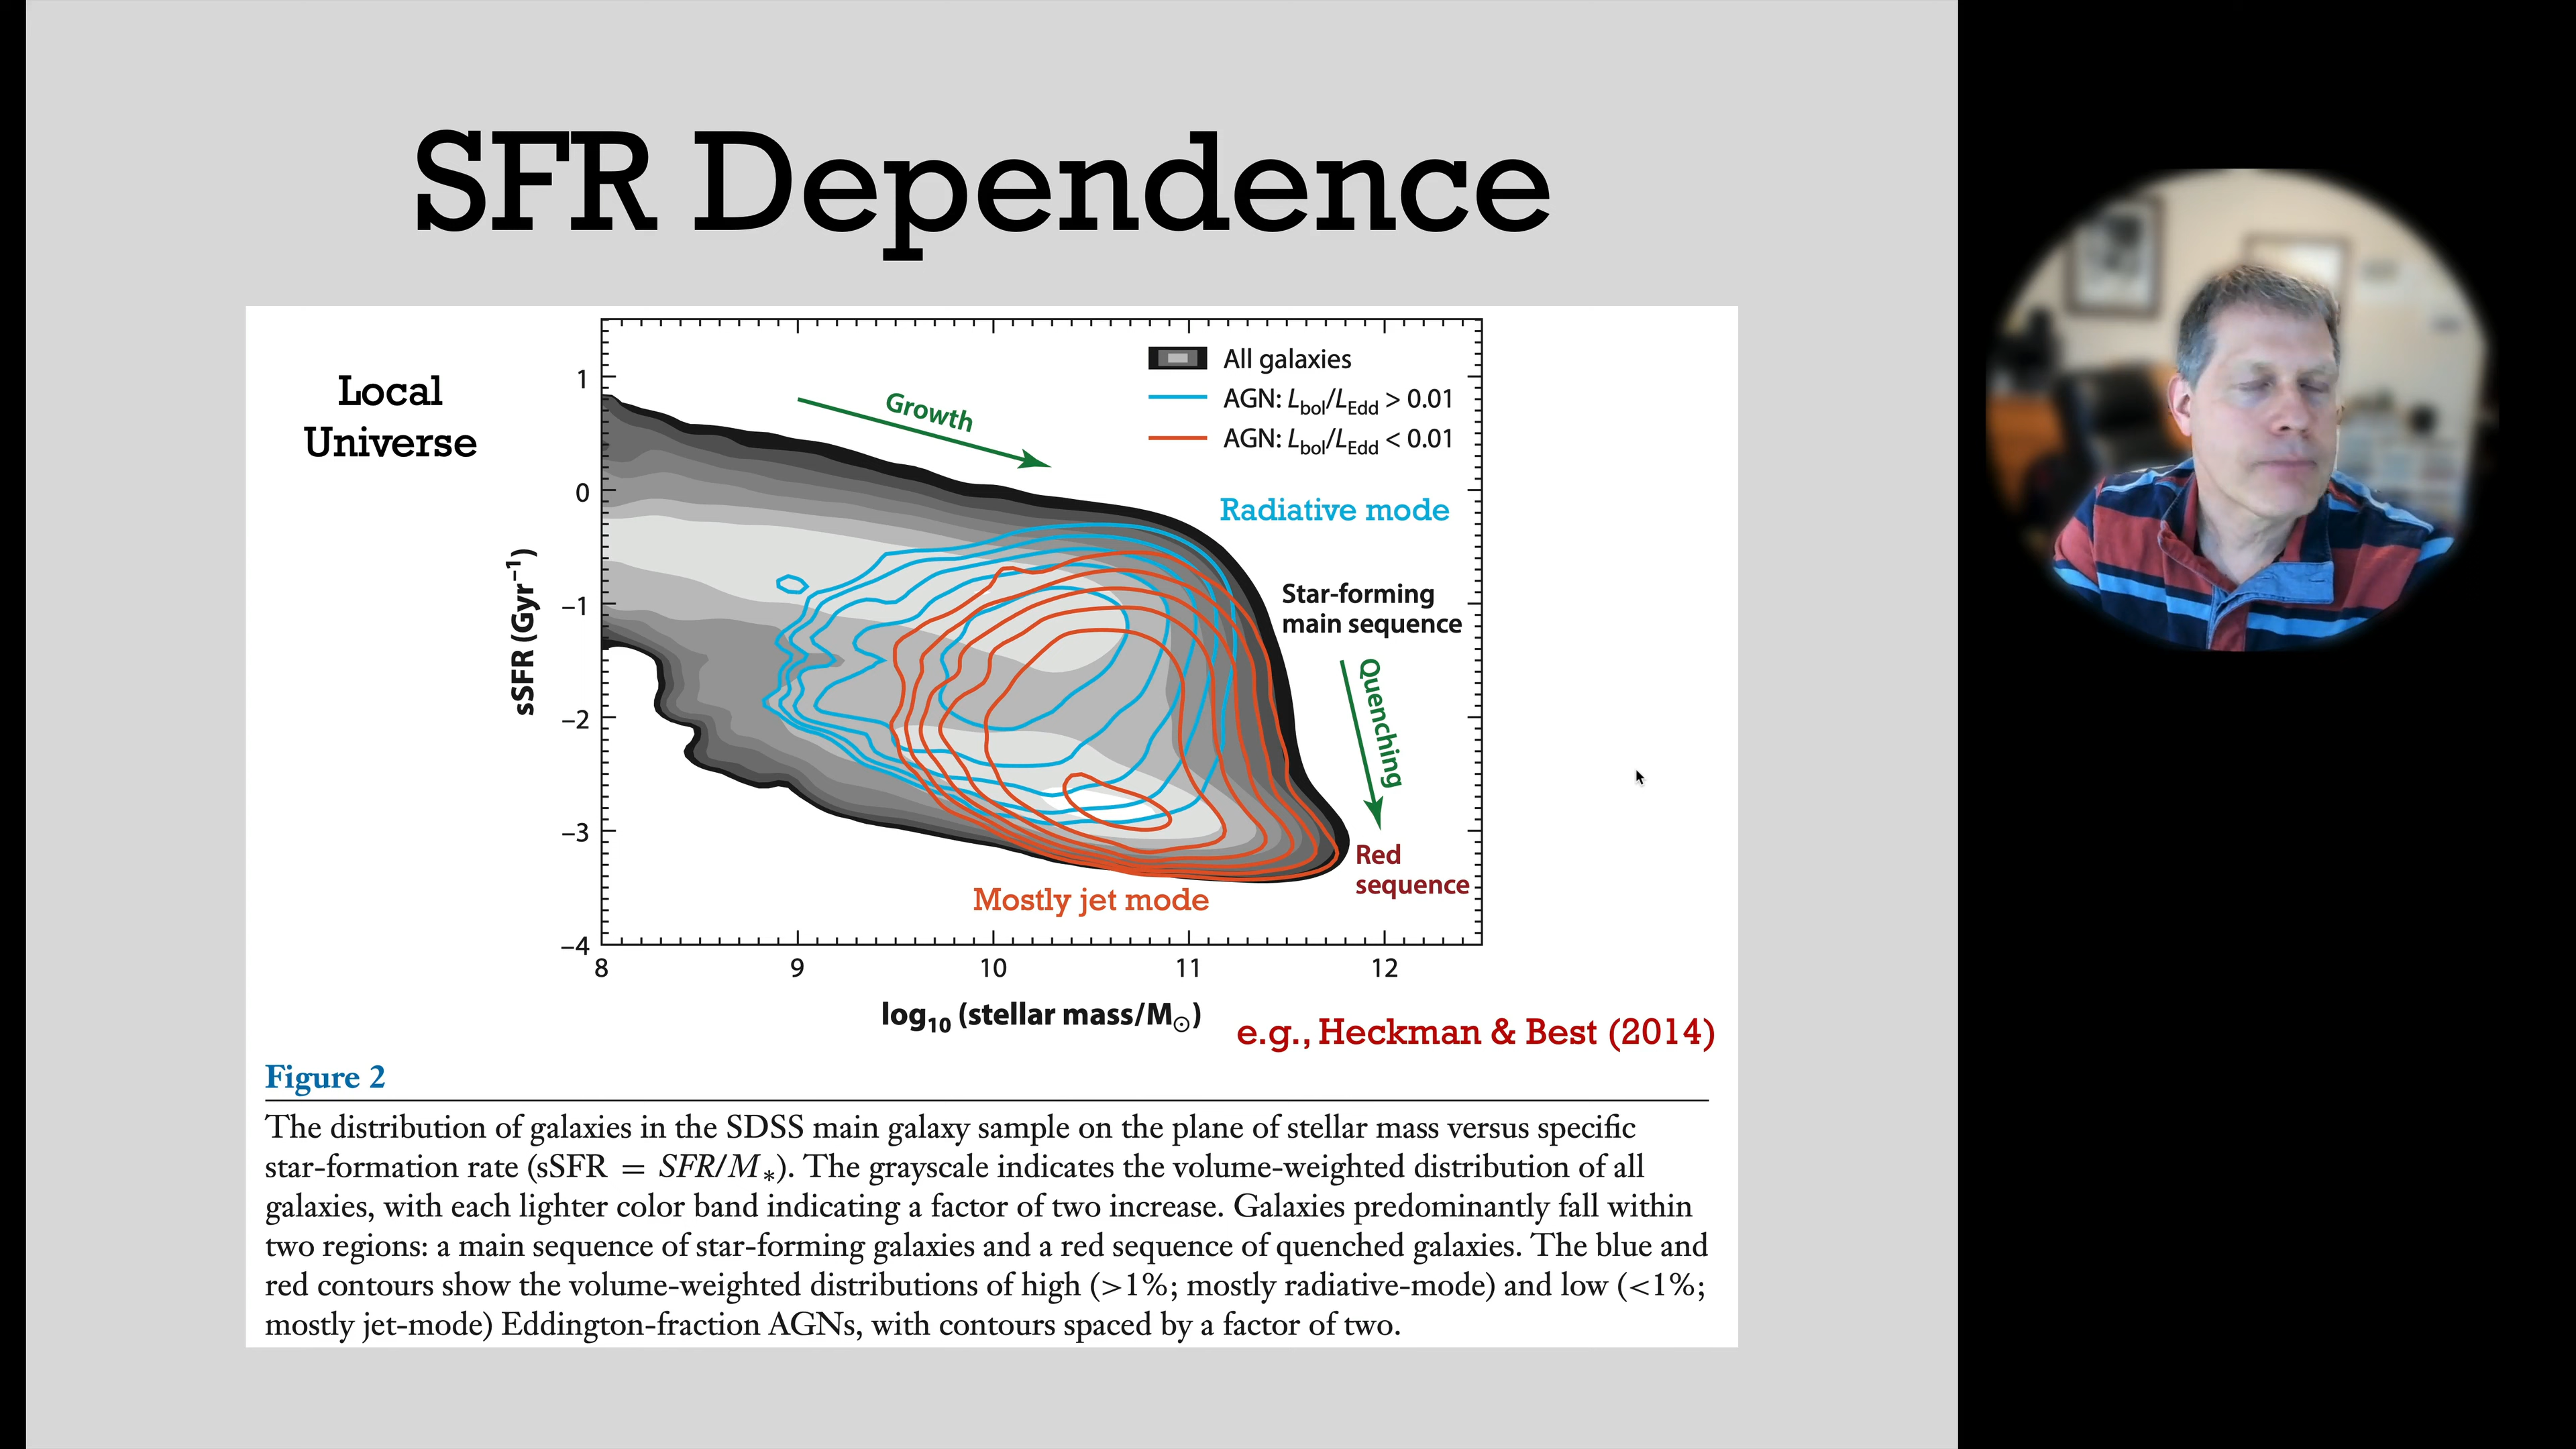 SFR Dependence
Local
Universe
All galaxies
AGN: Lbol/LEdd > 0.01
AGN: Lbol/LEdd < 0.01
Growth
Radiative mode
Star-forming
main sequence
Quenching
Red
sequence
Mostly jet mode
sSFR (Gyr⁻¹)
1
0
–1
–2
–3
–4
8
9
10
11
12
log₁₀ (stellar mass/M☉)
e.g., Heckman & Best (2014)
Figure 2
The distribution of galaxies in the SDSS main galaxy sample on the plane of stellar mass versus specific
star-formation rate (sSFR = SFR/M*). The grayscale indicates the volume-weighted distribution of all
galaxies, with each lighter color band indicating a factor of two increase. Galaxies predominantly fall within
two regions: a main sequence of star-forming galaxies and a red sequence of quenched galaxies. The blue and
red contours show the volume-weighted distributions of high (>1%; mostly radiative-mode) and low (<1%;
mostly jet-mode) Eddington-fraction AGNs, with contours spaced by a factor of two.